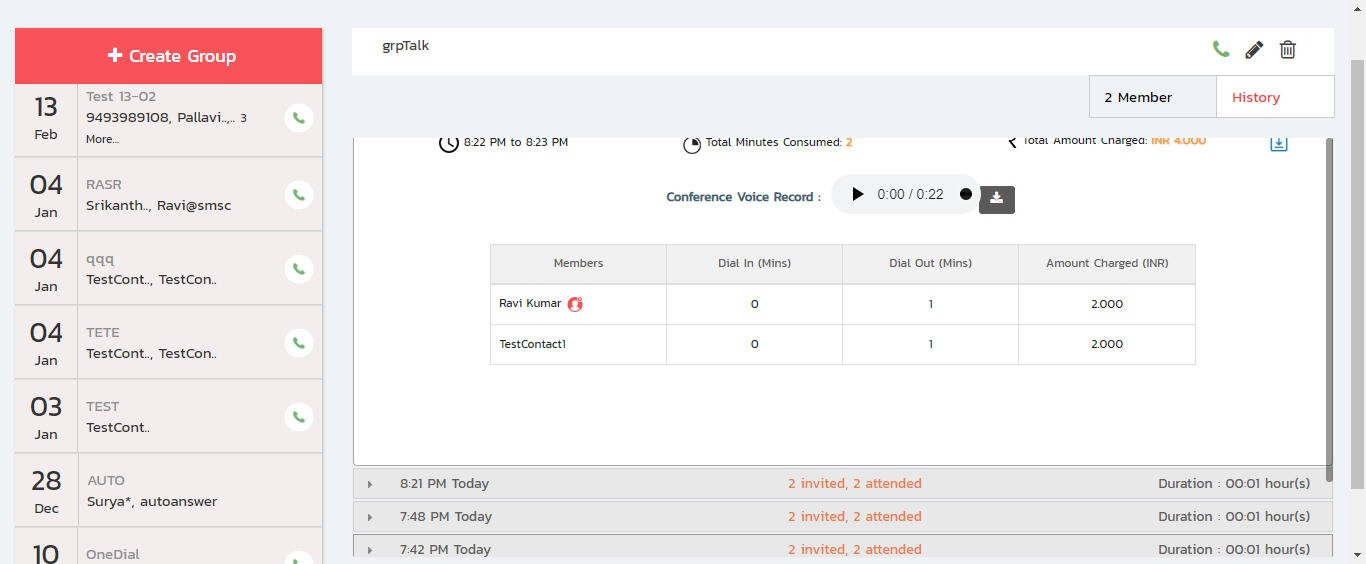 Create Group
13
Feb
Test 13-02
9493989108, Pallavi..,.. 3
More...
04
Jan
RASR
Srikanth.., Ravi@smsc
04
Jan
qqq
TestCont.., TestCon..
04
Jan
TETE
TestCont.., TestCon..
03
Jan
TEST
TestCont..
28
Dec
AUTO
Surya*, autoanswer
10
OneDial
grpTalk
2 Member
History
8:22 PM to 8:23 PM
Total Minutes Consumed: 2
Total Amount Charged: INR 4.000
Conference Voice Record :
0:00 / 0:22
Members Dial In (Mins) Dial Out (Mins) Amount Charged (INR)
Ravi Kumar 0 1 2.000
TestContact1 0 1 2.000
8:21 PM Today 2 invited, 2 attended Duration : 00:01 hour(s)
7:48 PM Today 2 invited, 2 attended Duration : 00:01 hour(s)
7:42 PM Today 2 invited, 2 attended Duration : 00:01 hour(s)